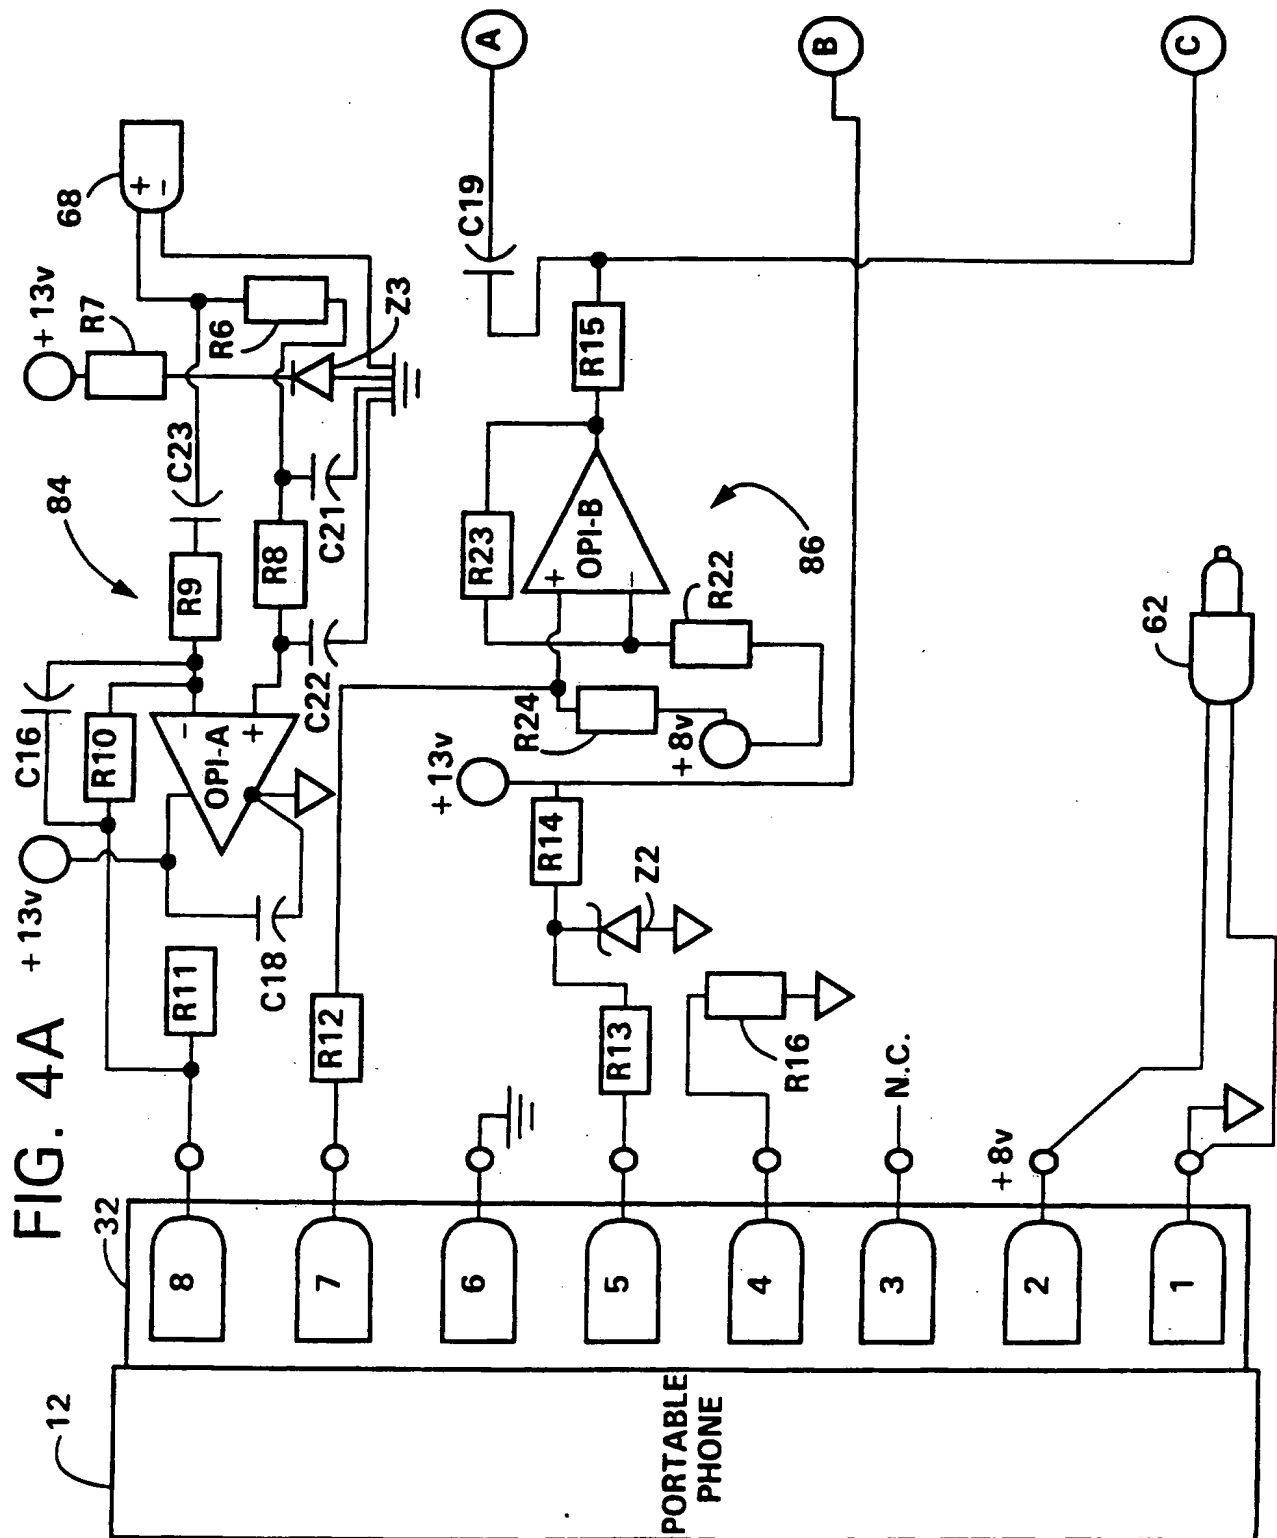 FIG. 4A
12
32
PORTABLE
PHONE
8
7
6
5
4
3
2
1
+13v
C16
R10
R11
OPI-A
-
+
C18
C22
R9
R8
C23
C21
84
+13v
R7
R6
Z3
68
+
-
R12
R24
+8v
R22
R23
OPI-B
+
-
86
R15
C19
A
B
C
+13v
R14
Z2
R13
R16
N.C.
+8v
62